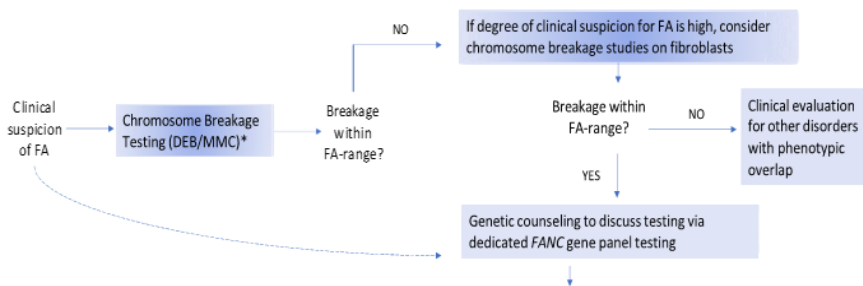 NO
If degree of clinical suspicion for FA is high, consider
chromosome breakage studies on fibroblasts
Clinical
suspicion
of FA
Chromosome Breakage
Testing (DEB/MMC)*
Breakage
within
FA-range?
Breakage within
FA-range?
NO
Clinical evaluation
for other disorders
with phenotypic
overlap
YES
Genetic counseling to discuss testing via
dedicated FANC gene panel testing